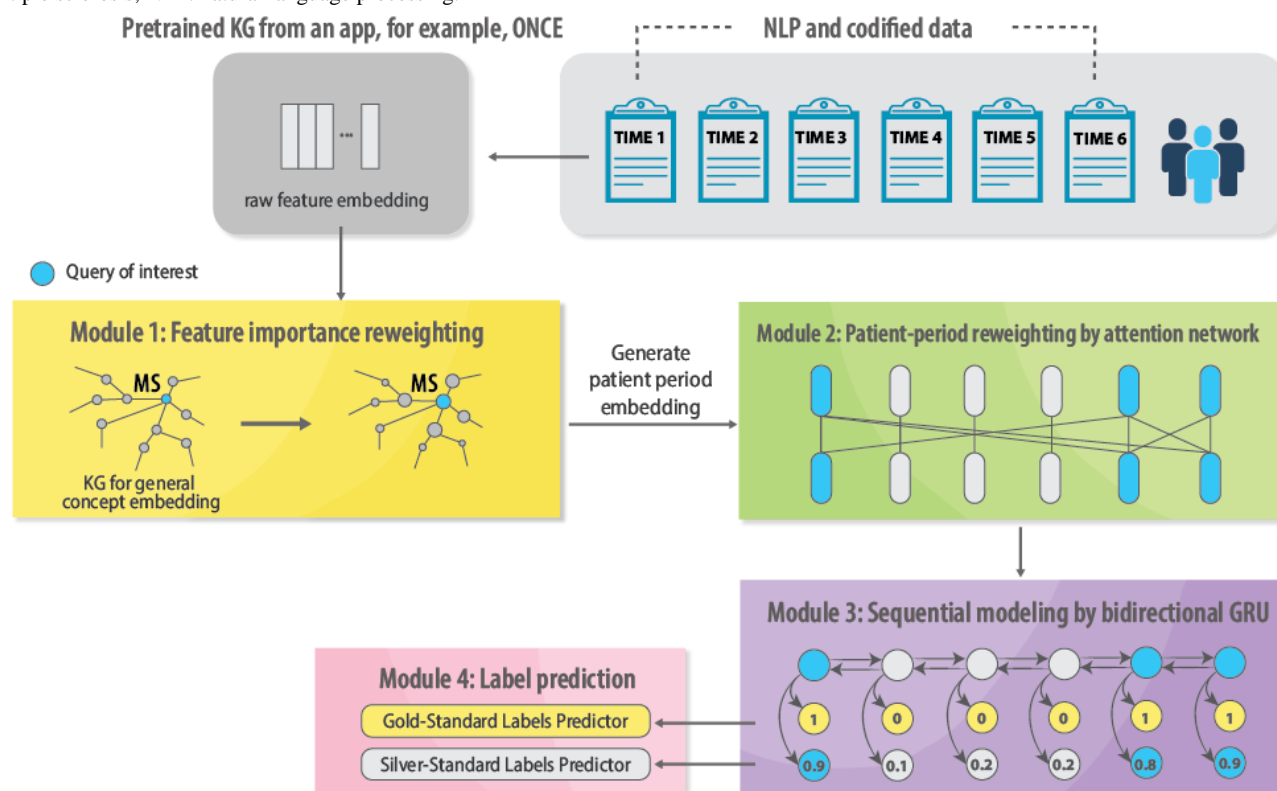 Pretrained KG from an app, for example, ONCE
NLP and codified data
TIME 1
TIME 2
TIME 3
TIME 4
TIME 5
TIME 6
...
raw feature embedding
Query of interest
Module 1: Feature importance reweighting
MS
MS
KG for general
concept embedding
Generate
patient period
embedding
Module 2: Patient-period reweighting by attention network
Module 3: Sequential modeling by bidirectional GRU
1 0 0 0 1 1
0.9 0.1 0.2 0.2 0.8 0.9
Module 4: Label prediction
Gold-Standard Labels Predictor
Silver-Standard Labels Predictor